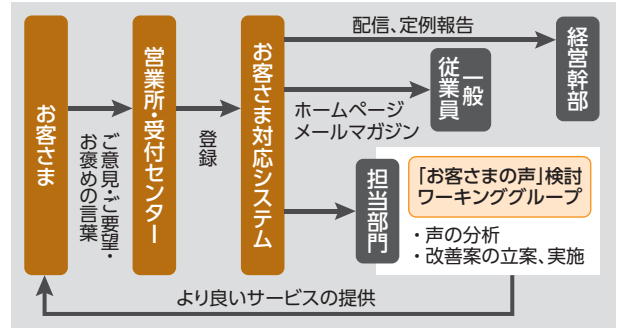 お客さま
ご意見・ご要望・
お褒めの言葉
営業所・受付センター
登録
お客さま対応システム
配信、定例報告
経営幹部
ホームページ
メールマガジン
一般
従業員
担当部門
「お客さまの声」検討
ワーキンググループ
・声の分析
・改善案の立案、実施
より良いサービスの提供